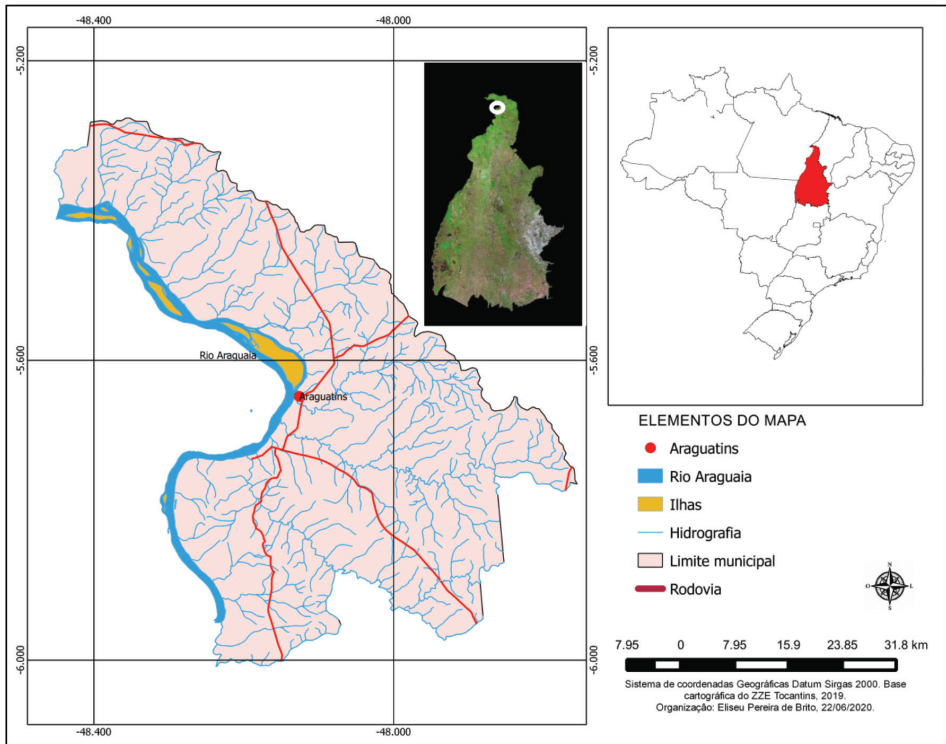 -48.400
-48.000
-5.200
-5.200
Rio Araguaia
-5.600
-5.600
Araguatins
-6.000
-6.000
-48.400
-48.000
ELEMENTOS DO MAPA
Araguatins
Rio Araguaia
Ilhas
Hidrografia
Limite municipal
Rodovia
N
O
L
S
7.95 0 7.95 15.9 23.85 31.8 km
Sistema de coordenadas Geográficas Datum Sirgas 2000. Base
cartográfica do ZZE Tocantins, 2019.
Organização: Eliseu Pereira de Brito, 22/06/2020.